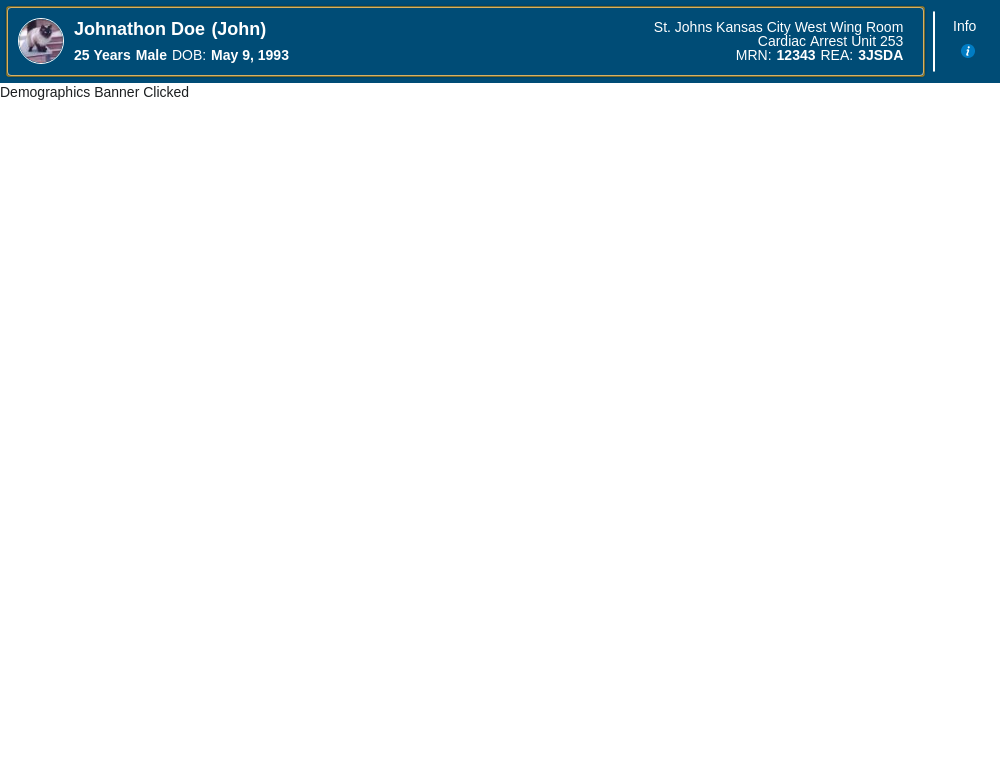 Johnathon Doe (John)
25 Years Male DOB: May 9, 1993
St. Johns Kansas City West Wing Room
Cardiac Arrest Unit 253
MRN: 12343 REA: 3JSDA
Info
i
Demographics Banner Clicked